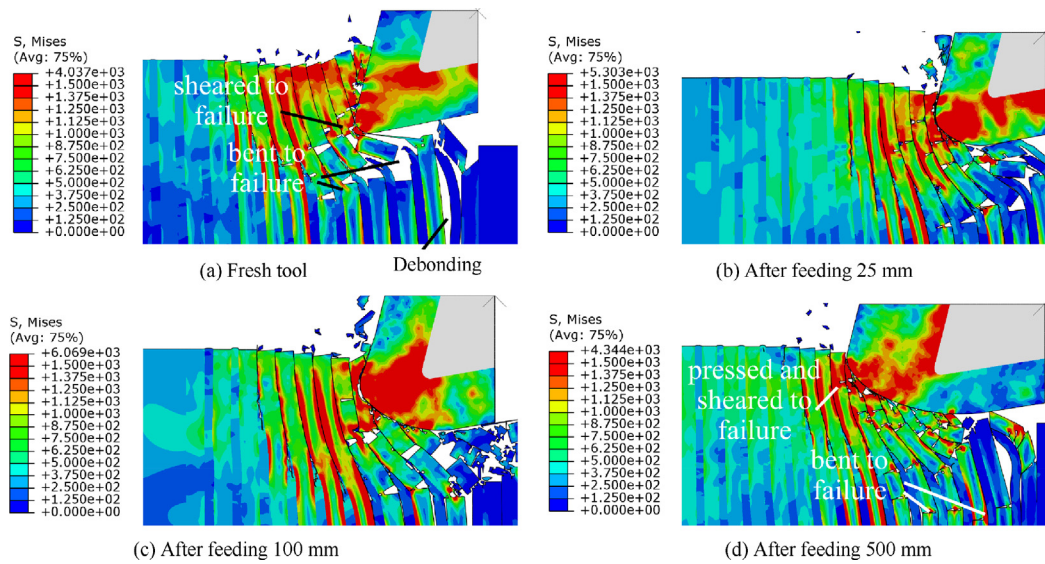 S, Mises
(Avg: 75%)
+4.037e+03
+1.500e+03
+1.375e+03
+1.250e+03
+1.125e+03
+1.000e+03
+8.750e+02
+7.500e+02
+6.250e+02
+5.000e+02
+3.750e+02
+2.500e+02
+1.250e+02
+0.000e+00
sheared to
failure
bent to
failure
Debonding
(a) Fresh tool
S, Mises
(Avg: 75%)
+5.303e+03
+1.500e+03
+1.375e+03
+1.250e+03
+1.125e+03
+1.000e+03
+8.750e+02
+7.500e+02
+6.250e+02
+5.000e+02
+3.750e+02
+2.500e+02
+1.250e+02
+0.000e+00
(b) After feeding 25 mm
S, Mises
(Avg: 75%)
+6.069e+03
+1.500e+03
+1.375e+03
+1.250e+03
+1.125e+03
+1.000e+03
+8.750e+02
+7.500e+02
+6.250e+02
+5.000e+02
+3.750e+02
+2.500e+02
+1.250e+02
+0.000e+00
(c) After feeding 100 mm
S, Mises
(Avg: 75%)
+4.344e+03
+1.500e+03
+1.375e+03
+1.250e+03
+1.125e+03
+1.000e+03
+8.750e+02
+7.500e+02
+6.250e+02
+5.000e+02
+3.750e+02
+2.500e+02
+1.250e+02
+0.000e+00
pressed and
sheared to
failure
bent to
failure
(d) After feeding 500 mm